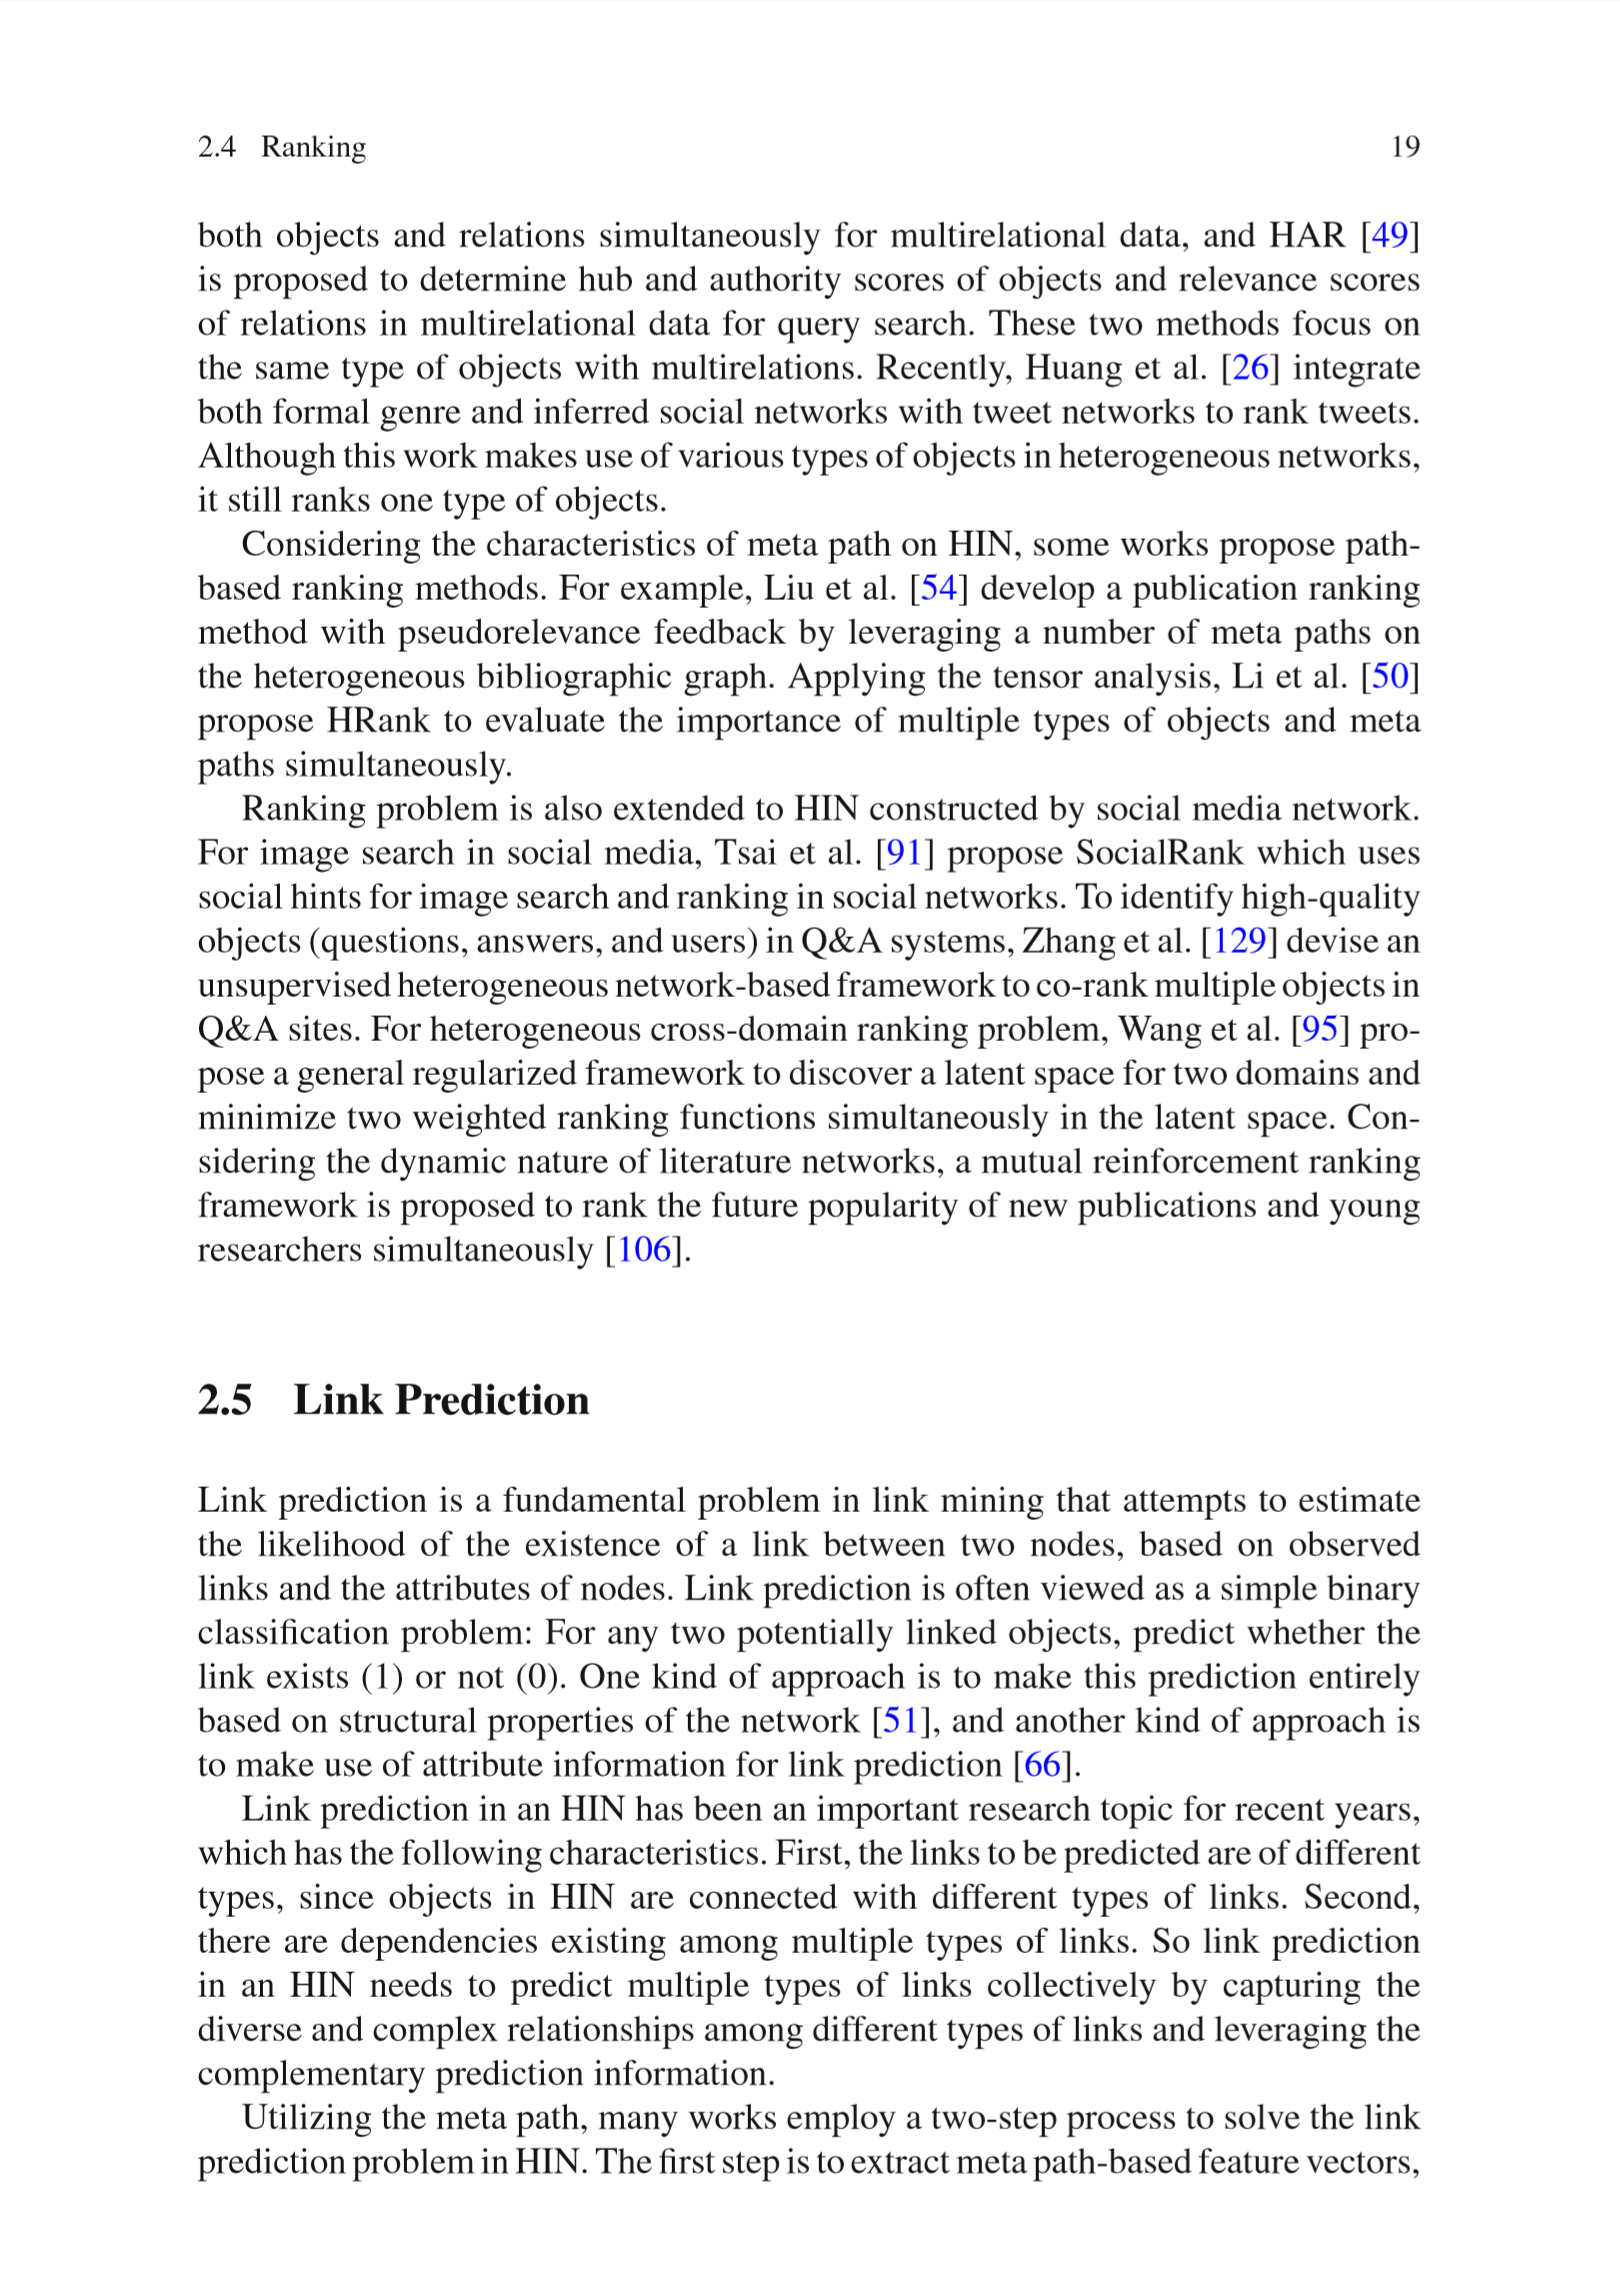 2.4 Ranking 19
both objects and relations simultaneously for multirelational data, and HAR [49]
is proposed to determine hub and authority scores of objects and relevance scores
of relations in multirelational data for query search. These two methods focus on
the same type of objects with multirelations. Recently, Huang et al. [26] integrate
both formal genre and inferred social networks with tweet networks to rank tweets.
Although this work makes use of various types of objects in heterogeneous networks,
it still ranks one type of objects.
Considering the characteristics of meta path on HIN, some works propose path-
based ranking methods. For example, Liu et al. [54] develop a publication ranking
method with pseudorelevance feedback by leveraging a number of meta paths on
the heterogeneous bibliographic graph. Applying the tensor analysis, Li et al. [50]
propose HRank to evaluate the importance of multiple types of objects and meta
paths simultaneously.
Ranking problem is also extended to HIN constructed by social media network.
For image search in social media, Tsai et al. [91] propose SocialRank which uses
social hints for image search and ranking in social networks. To identify high-quality
objects (questions, answers, and users) in Q&A systems, Zhang et al. [129] devise an
unsupervised heterogeneous network-based framework to co-rank multiple objects in
Q&A sites. For heterogeneous cross-domain ranking problem, Wang et al. [95] pro-
pose a general regularized framework to discover a latent space for two domains and
minimize two weighted ranking functions simultaneously in the latent space. Con-
sidering the dynamic nature of literature networks, a mutual reinforcement ranking
framework is proposed to rank the future popularity of new publications and young
researchers simultaneously [106].
2.5 Link Prediction
Link prediction is a fundamental problem in link mining that attempts to estimate
the likelihood of the existence of a link between two nodes, based on observed
links and the attributes of nodes. Link prediction is often viewed as a simple binary
classification problem: For any two potentially linked objects, predict whether the
link exists (1) or not (0). One kind of approach is to make this prediction entirely
based on structural properties of the network [51], and another kind of approach is
to make use of attribute information for link prediction [66].
Link prediction in an HIN has been an important research topic for recent years,
which has the following characteristics. First, the links to be predicted are of different
types, since objects in HIN are connected with different types of links. Second,
there are dependencies existing among multiple types of links. So link prediction
in an HIN needs to predict multiple types of links collectively by capturing the
diverse and complex relationships among different types of links and leveraging the
complementary prediction information.
Utilizing the meta path, many works employ a two-step process to solve the link
prediction problem in HIN. The first step is to extract meta path-based feature vectors,